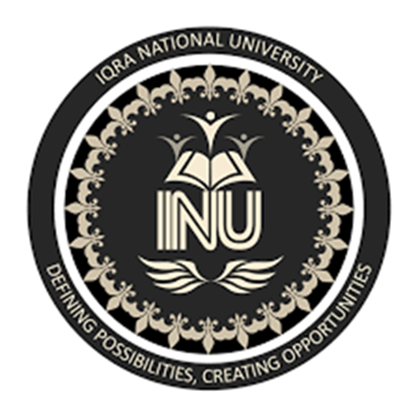 IQRA NATIONAL UNIVERSITY
INU
DEFINING POSSIBILITIES, CREATING OPPORTUNITIES